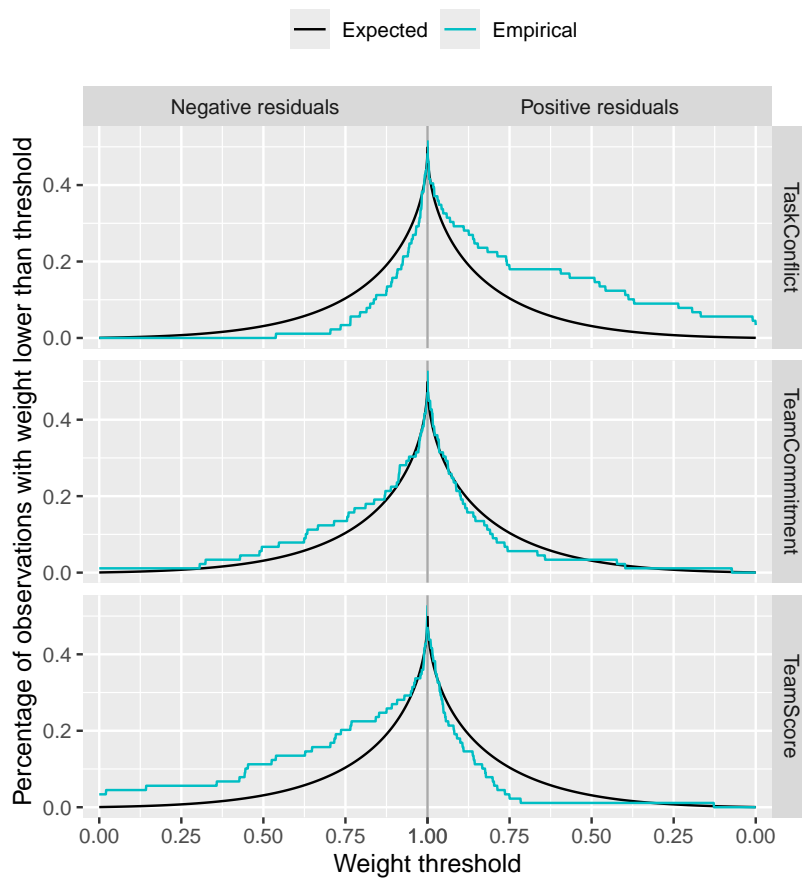 Expected Empirical
Negative residuals Positive residuals
Percentage of observations with weight lower than threshold
0.4
0.2
0.0
TaskConflict
0.4
0.2
0.0
TeamCommitment
0.4
0.2
0.0
TeamScore
0.00 0.25 0.50 0.75 1.00 0.75 0.50 0.25 0.00
Weight threshold